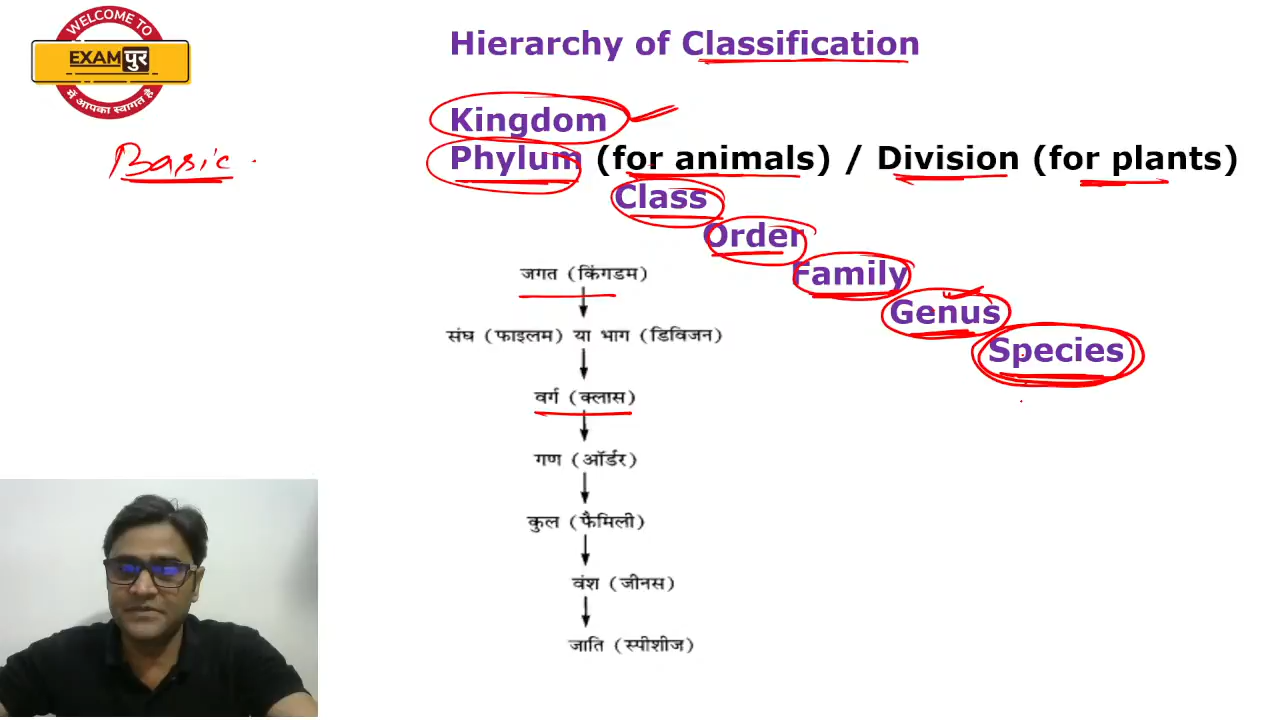 WELCOME TO
EXAMपुर
में आपका स्वागत है
Hierarchy of Classification
Kingdom
Basic
Phylum (for animals) / Division (for plants)
Class
Order
Family
Genus
Species
जगत (किंगडम)
संघ (फाइलम) या भाग (डिविजन)
वर्ग (क्लास)
गण (ऑर्डर)
कुल (फैमिली)
वंश (जीनस)
जाति (स्पीशीज)